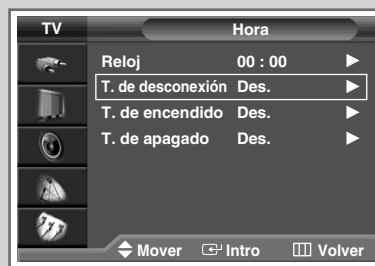 TV Hora
Reloj 00 : 00
T. de desconexión Des.
T. de encendido Des.
T. de apagado Des.
Mover Intro Volver